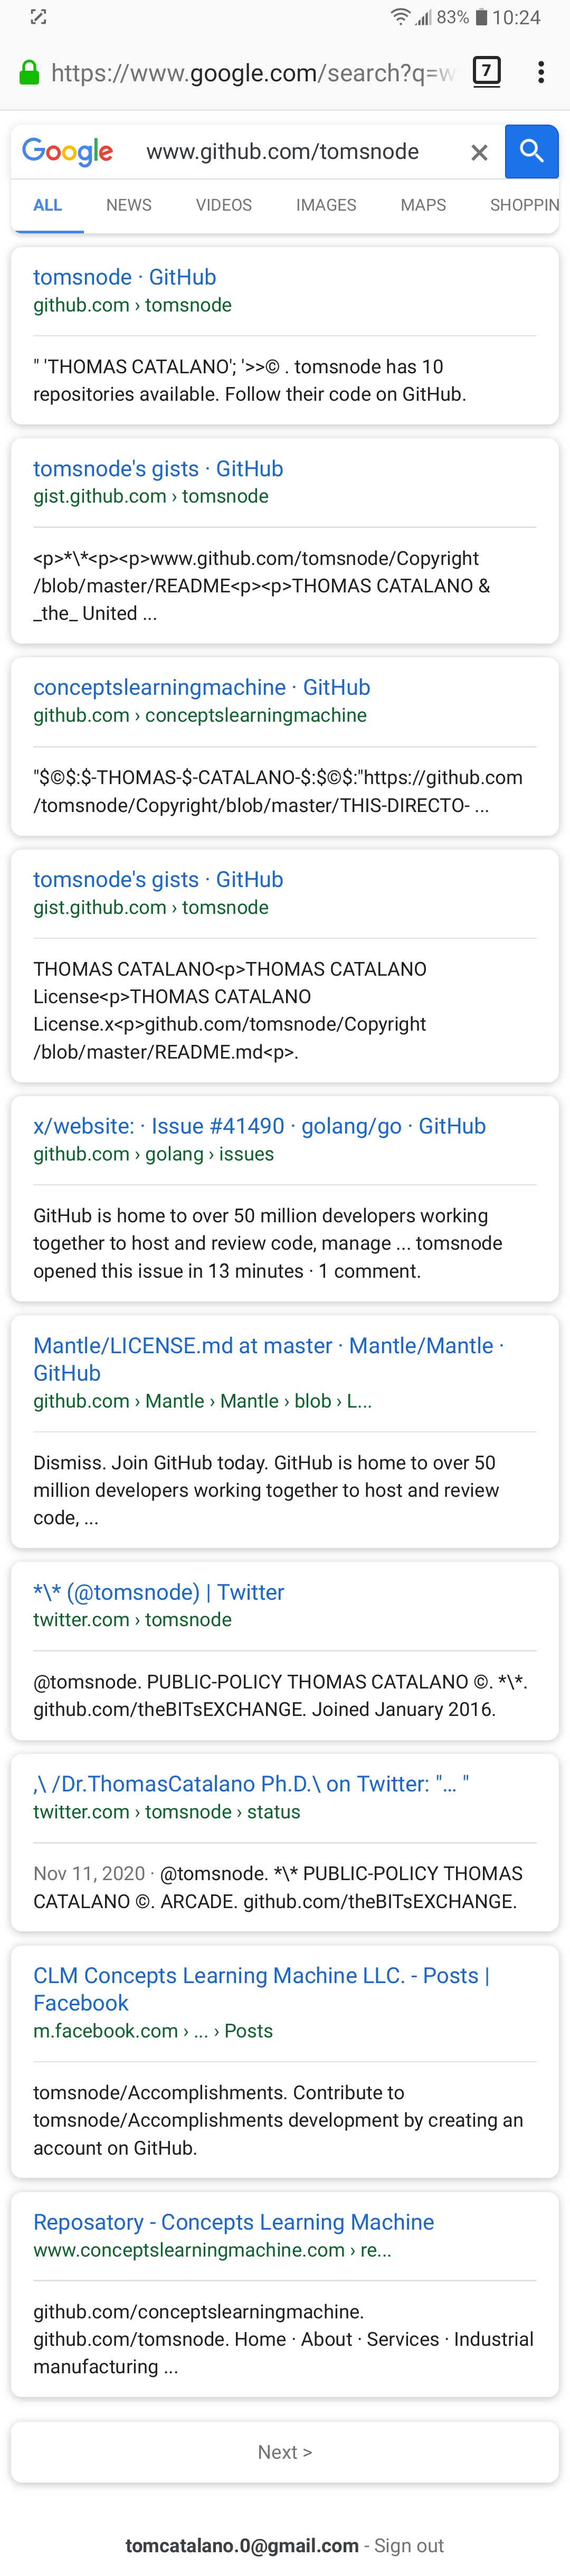 83% 10:24
https://www.google.com/search?q=w 7
Google www.github.com/tomsnode
ALL NEWS VIDEOS IMAGES MAPS SHOPPIN
tomsnode · GitHub
github.com › tomsnode
" 'THOMAS CATALANO'; '>>© . tomsnode has 10
repositories available. Follow their code on GitHub.
tomsnode's gists · GitHub
gist.github.com › tomsnode
<p>*\*<p><p>www.github.com/tomsnode/Copyright
/blob/master/README<p><p>THOMAS CATALANO &
_the_ United ...
conceptslearningmachine · GitHub
github.com › conceptslearningmachine
"$©$:$-THOMAS-$-CATALANO-$:$©$:"https://github.com
/tomsnode/Copyright/blob/master/THIS-DIRECTO- ...
tomsnode's gists · GitHub
gist.github.com › tomsnode
THOMAS CATALANO<p>THOMAS CATALANO
License<p>THOMAS CATALANO
License.x<p>github.com/tomsnode/Copyright
/blob/master/README.md<p>.
x/website: · Issue #41490 · golang/go · GitHub
github.com › golang › issues
GitHub is home to over 50 million developers working
together to host and review code, manage ... tomsnode
opened this issue in 13 minutes · 1 comment.
Mantle/LICENSE.md at master · Mantle/Mantle ·
GitHub
github.com › Mantle › Mantle › blob › L...
Dismiss. Join GitHub today. GitHub is home to over 50
million developers working together to host and review
code, ...
*\* (@tomsnode) | Twitter
twitter.com › tomsnode
@tomsnode. PUBLIC-POLICY THOMAS CATALANO ©. *\*.
github.com/theBITsEXCHANGE. Joined January 2016.
,\ /Dr.ThomasCatalano Ph.D.\ on Twitter: "... "
twitter.com › tomsnode › status
Nov 11, 2020 · @tomsnode. *\* PUBLIC-POLICY THOMAS
CATALANO ©. ARCADE. github.com/theBITsEXCHANGE.
CLM Concepts Learning Machine LLC. - Posts |
Facebook
m.facebook.com › ... › Posts
tomsnode/Accomplishments. Contribute to
tomsnode/Accomplishments development by creating an
account on GitHub.
Reposatory - Concepts Learning Machine
www.conceptslearningmachine.com › re...
github.com/conceptslearningmachine.
github.com/tomsnode. Home · About · Services · Industrial
manufacturing ...
Next >
tomcatalano.0@gmail.com - Sign out